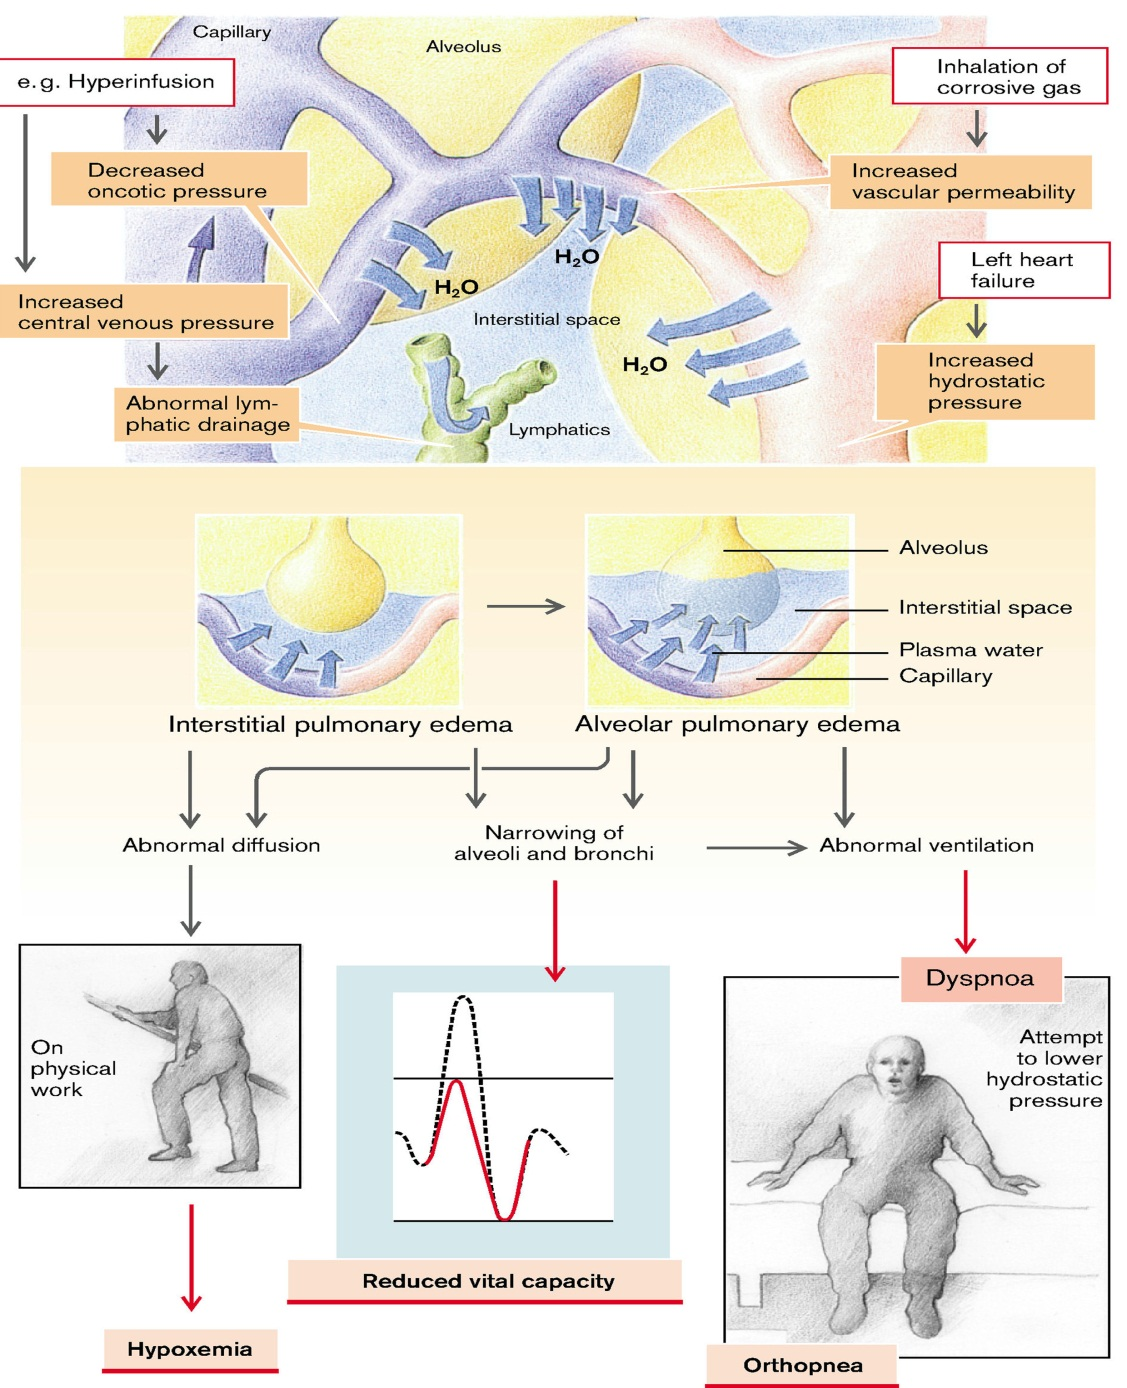 Capillary
Alveolus
e.g. Hyperinfusion
Inhalation of
corrosive gas
Decreased
oncotic pressure
Increased
vascular permeability
H₂O
H₂O
Left heart
failure
Increased
central venous pressure
Interstitial space
H₂O
Increased
hydrostatic
pressure
Abnormal lym-
phatic drainage
Lymphatics
Alveolus
Interstitial space
Plasma water
Capillary
Interstitial pulmonary edema
Alveolar pulmonary edema
Abnormal diffusion
Narrowing of
alveoli and bronchi
Abnormal ventilation
On
physical
work
Dyspnoa
Attempt
to lower
hydrostatic
pressure
Reduced vital capacity
Hypoxemia
Orthopnea